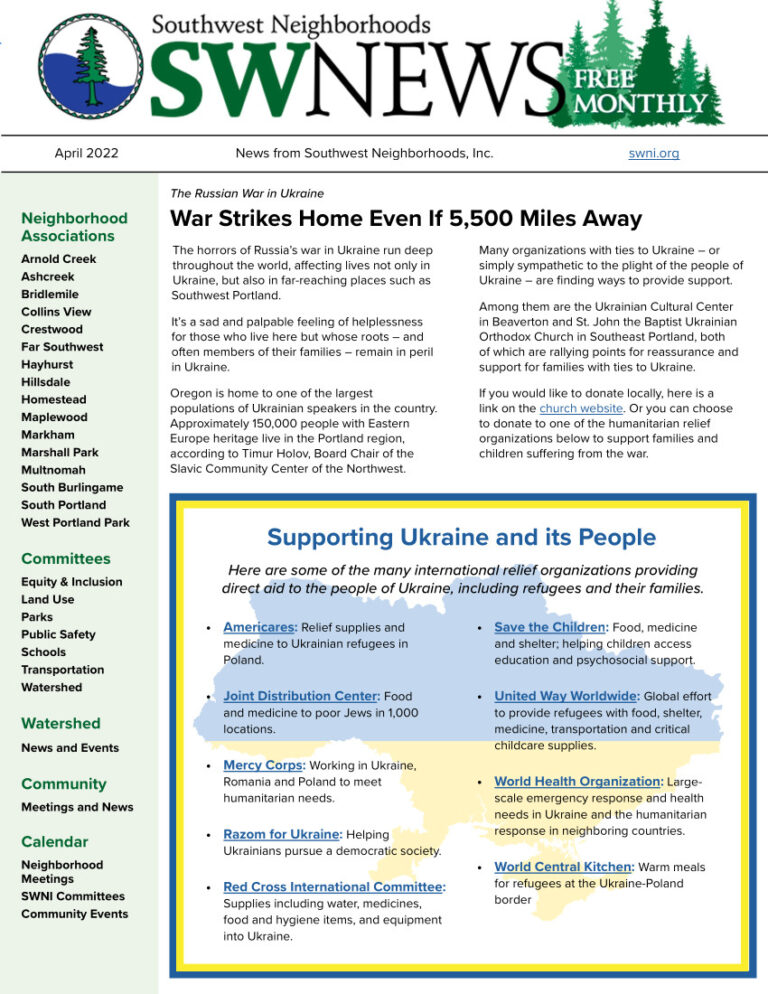 Southwest Neighborhoods
SWNEWS
FREE
MONTHLY
April 2022
News from Southwest Neighborhoods, Inc.
swni.org
Neighborhood
Associations
Arnold Creek
Ashcreek
Bridlemile
Collins View
Crestwood
Far Southwest
Hayhurst
Hillsdale
Homestead
Maplewood
Markham
Marshall Park
Multnomah
South Burlingame
South Portland
West Portland Park
Committees
Equity & Inclusion
Land Use
Parks
Public Safety
Schools
Transportation
Watershed
Watershed
News and Events
Community
Meetings and News
Calendar
Neighborhood
Meetings
SWNI Committees
Community Events
The Russian War in Ukraine
War Strikes Home Even If 5,500 Miles Away
The horrors of Russia's war in Ukraine run deep
throughout the world, affecting lives not only in
Ukraine, but also in far-reaching places such as
Southwest Portland.
It's a sad and palpable feeling of helplessness
for those who live here but whose roots – and
often members of their families – remain in peril
in Ukraine.
Oregon is home to one of the largest
populations of Ukrainian speakers in the country.
Approximately 150,000 people with Eastern
Europe heritage live in the Portland region,
according to Timur Holov, Board Chair of the
Slavic Community Center of the Northwest.
Many organizations with ties to Ukraine – or
simply sympathetic to the plight of the people of
Ukraine – are finding ways to provide support.
Among them are the Ukrainian Cultural Center
in Beaverton and St. John the Baptist Ukrainian
Orthodox Church in Southeast Portland, both
of which are rallying points for reassurance and
support for families with ties to Ukraine.
If you would like to donate locally, here is a
link on the church website. Or you can choose
to donate to one of the humanitarian relief
organizations below to support families and
children suffering from the war.
Supporting Ukraine and its People
Here are some of the many international relief organizations providing
direct aid to the people of Ukraine, including refugees and their families.
• Americares: Relief supplies and
medicine to Ukrainian refugees in
Poland.
• Joint Distribution Center: Food
and medicine to poor Jews in 1,000
locations.
• Mercy Corps: Working in Ukraine,
Romania and Poland to meet
humanitarian needs.
• Razom for Ukraine: Helping
Ukrainians pursue a democratic society.
• Red Cross International Committee:
Supplies including water, medicines,
food and hygiene items, and equipment
into Ukraine.
• Save the Children: Food, medicine
and shelter; helping children access
education and psychosocial support.
• United Way Worldwide: Global effort
to provide refugees with food, shelter,
medicine, transportation and critical
childcare supplies.
• World Health Organization: Large-
scale emergency response and health
needs in Ukraine and the humanitarian
response in neighboring countries.
• World Central Kitchen: Warm meals
for refugees at the Ukraine-Poland
border